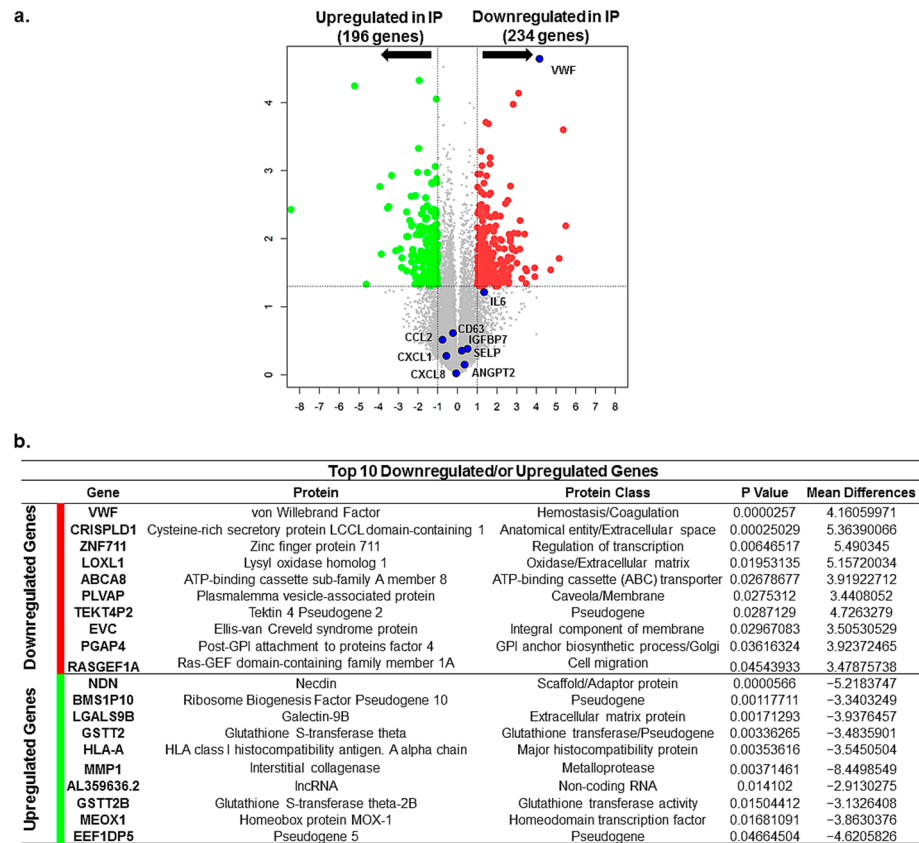 a.
Upregulated in IP
(196 genes)
Downregulated in IP
(234 genes)
VWF
4
3
2
1
0
IL6
CD63
CCL2
IGFBP7
SELP
CXCL1
CXCL8
ANGPT2
-8 -7 -6 -5 -4 -3 -2 -1 0 1 2 3 4 5 6 7 8
b.
Top 10 Downregulated/or Upregulated Genes
Gene Protein Protein Class P Value Mean Differences
Downregulated Genes
VWF von Willebrand Factor Hemostasis/Coagulation 0.0000257 4.16059971
CRISPLD1 Cysteine-rich secretory protein LCCL domain-containing 1 Anatomical entity/Extracellular space 0.00025029 5.36390066
ZNF711 Zinc finger protein 711 Regulation of transcription 0.00646517 5.490345
LOXL1 Lysyl oxidase homolog 1 Oxidase/Extracellular matrix 0.01953135 5.15720034
ABCA8 ATP-binding cassette sub-family A member 8 ATP-binding cassette (ABC) transporter 0.02678677 3.91922712
PLVAP Plasmalemma vesicle-associated protein Caveola/Membrane 0.0275312 3.4408052
TEKT4P2 Tektin 4 Pseudogene 2 Pseudogene 0.0287129 4.7263279
EVC Ellis-van Creveld syndrome protein Integral component of membrane 0.02967083 3.50530529
PGAP4 Post-GPI attachment to proteins factor 4 GPI anchor biosynthetic process/Golgi 0.03616324 3.92372465
RASGEF1A Ras-GEF domain-containing family member 1A Cell migration 0.04543933 3.47875738
Upregulated Genes
NDN Necdin Scaffold/Adaptor protein 0.0000566 −5.2183747
BMS1P10 Ribosome Biogenesis Factor Pseudogene 10 Pseudogene 0.00117711 −3.3403249
LGALS9B Galectin-9B Extracellular matrix protein 0.00171293 −3.9376457
GSTT2 Glutathione S-transferase theta Glutathione transferase/Pseudogene 0.00336265 −3.4835901
HLA-A HLA class I histocompatibility antigen. A alpha chain Major histocompatibility protein 0.00353616 −3.5450504
MMP1 Interstitial collagenase Metalloprotease 0.00371461 −8.4498549
AL359636.2 lncRNA Non-coding RNA 0.014102 −2.9130275
GSTT2B Glutathione S-transferase theta-2B Glutathione transferase activity 0.01504412 −3.1326408
MEOX1 Homeobox protein MOX-1 Homeodomain transcription factor 0.01681091 −3.8630376
EEF1DP5 Pseudogene 5 Pseudogene 0.04664504 −4.6205826